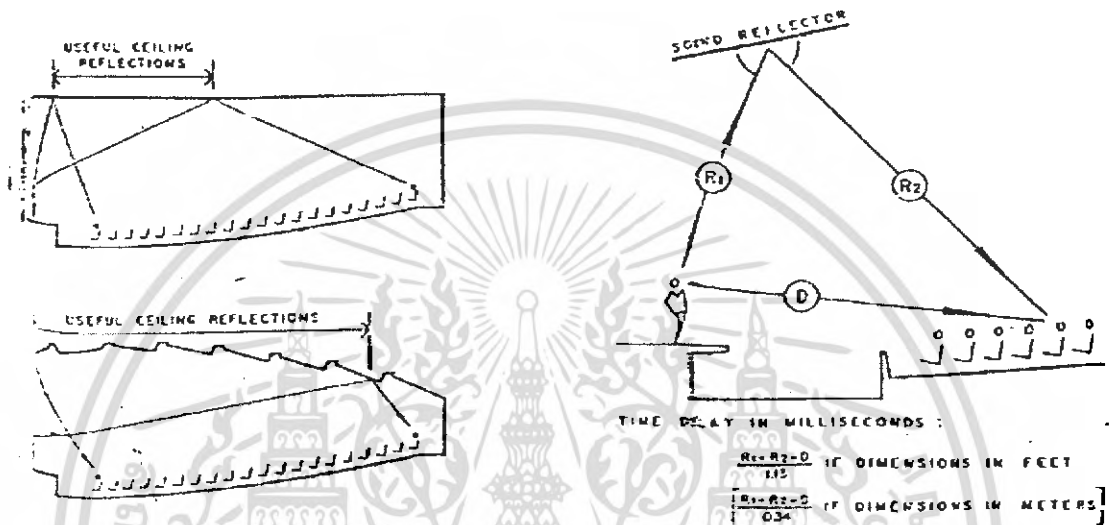 USEFUL CEILING
REFLECTIONS
USEFUL CEILING REFLECTIONS
SOUND REFLECTOR
R1
R2
D
TIME DELAY IN MILLISECONDS :
R1+R2-D
1.13
IF DIMENSIONS IN FEET
[R1+R2-D
0.34
IF DIMENSIONS IN METERS]